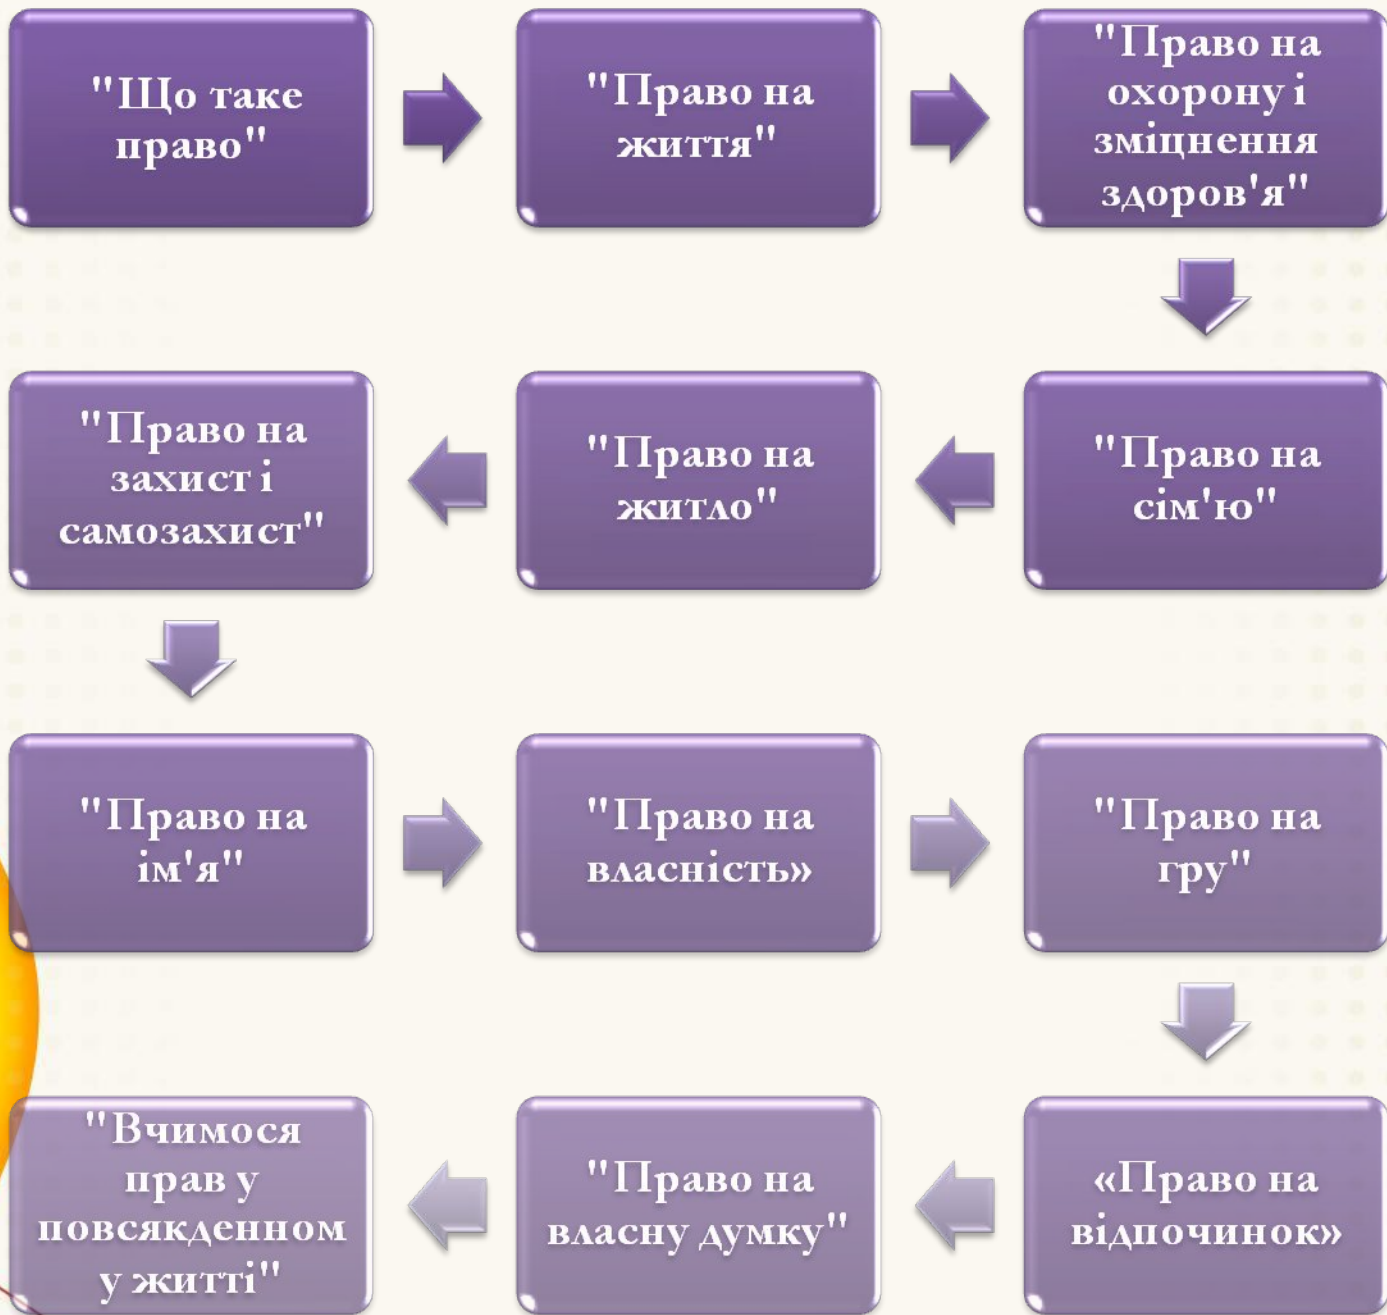 "Що таке
право"
"Право на
життя"
"Право на
охорону і
зміцнення
здоров'я"
"Право на
сім'ю"
"Право на
житло"
"Право на
захист і
самозахист"
"Право на
ім'я"
"Право на
власність»
"Право на
гру"
«Право на
відпочинок»
"Право на
власну думку"
"Вчимося
прав у
повсякденном
у житті"